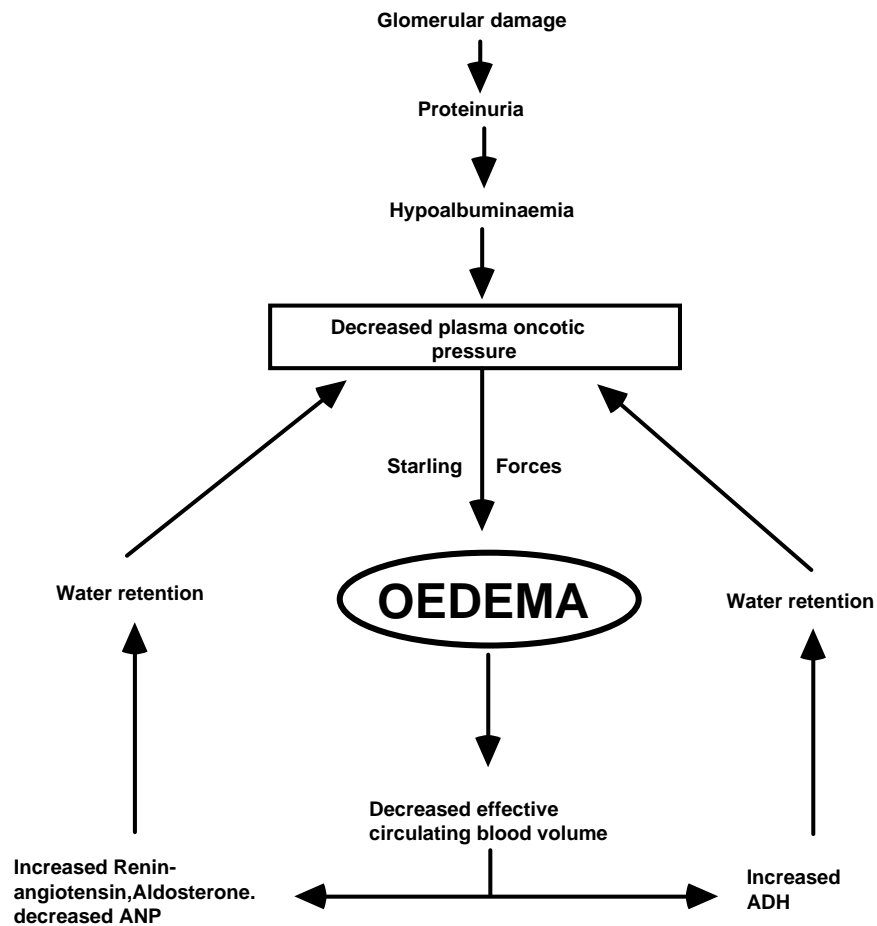 Glomerular damage
Proteinuria
Hypoalbuminaemia
Decreased plasma oncotic
pressure
Starling Forces
Water retention
OEDEMA
Water retention
Decreased effective
circulating blood volume
Increased Renin-
angiotensin,Aldosterone.
decreased ANP
Increased
ADH